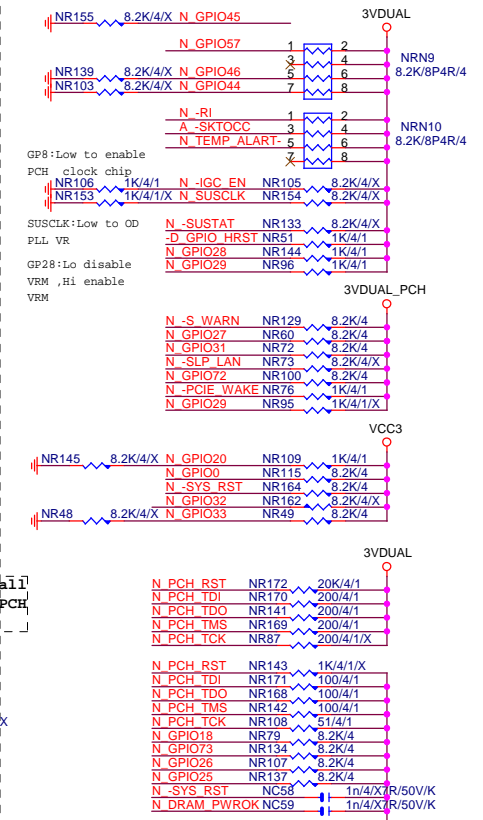 3VDUAL
NR155 8.2K/4/X N_GPIO45
N_GPIO57 1 2
3 4 NRN9
NR139 8.2K/4/X N_GPIO46 5 6 8.2K/8P4R/4
NR103 8.2K/4/X N_GPIO44 7 8
N_-RI 1 2
A_-SKTOCC 3 4 NRN10
N_TEMP_ALART- 5 6 8.2K/8P4R/4
7 8
GP8:Low to enable
PCH clock chip
NR106 1K/4/1 N_-IGC_EN NR105 8.2K/4/X
NR153 1K/4/1/X N_SUSCLK NR154 8.2K/4/X
SUSCLK:Low to OD
PLL VR
GP28:Lo disable
VRM ,Hi enable
VRM
N_-SUSTAT NR133 8.2K/4/X
-D_GPIO_HRST NR51 1K/4/1
N_GPIO28 NR144 1K/4/1
N_GPIO29 NR96 1K/4/1
3VDUAL_PCH
N_-S_WARN NR129 8.2K/4
N_GPIO27 NR60 8.2K/4
N_GPIO31 NR72 8.2K/4
N_-SLP_LAN NR73 8.2K/4/X
N_GPIO72 NR100 8.2K/4
N_-PCIE_WAKE NR76 1K/4/1
N_GPIO29 NR95 1K/4/1/X
VCC3
NR145 8.2K/4/X N_GPIO20 NR109 1K/4/1
N_GPIO0 NR115 8.2K/4
N_-SYS_RST NR164 8.2K/4
N_GPIO32 NR162 8.2K/4/X
NR48 8.2K/4/X N_GPIO33 NR49 8.2K/4
3VDUAL
all
PCH
N_PCH_RST NR172 20K/4/1
N_PCH_TDI NR170 200/4/1
N_PCH_TDO NR141 200/4/1
N_PCH_TMS NR169 200/4/1
N_PCH_TCK NR87 200/4/1/X
N_PCH_RST NR143 1K/4/1/X
N_PCH_TDI NR171 100/4/1
N_PCH_TDO NR168 100/4/1
N_PCH_TMS NR142 100/4/1
N_PCH_TCK NR108 51/4/1
X
N_GPIO18 NR79 8.2K/4
N_GPIO73 NR134 8.2K/4
N_GPIO26 NR107 8.2K/4
N_GPIO25 NR137 8.2K/4
N_-SYS_RST NC58 1n/4/X7R/50V/K
N_DRAM_PWROK NC59 1n/4/X7R/50V/K